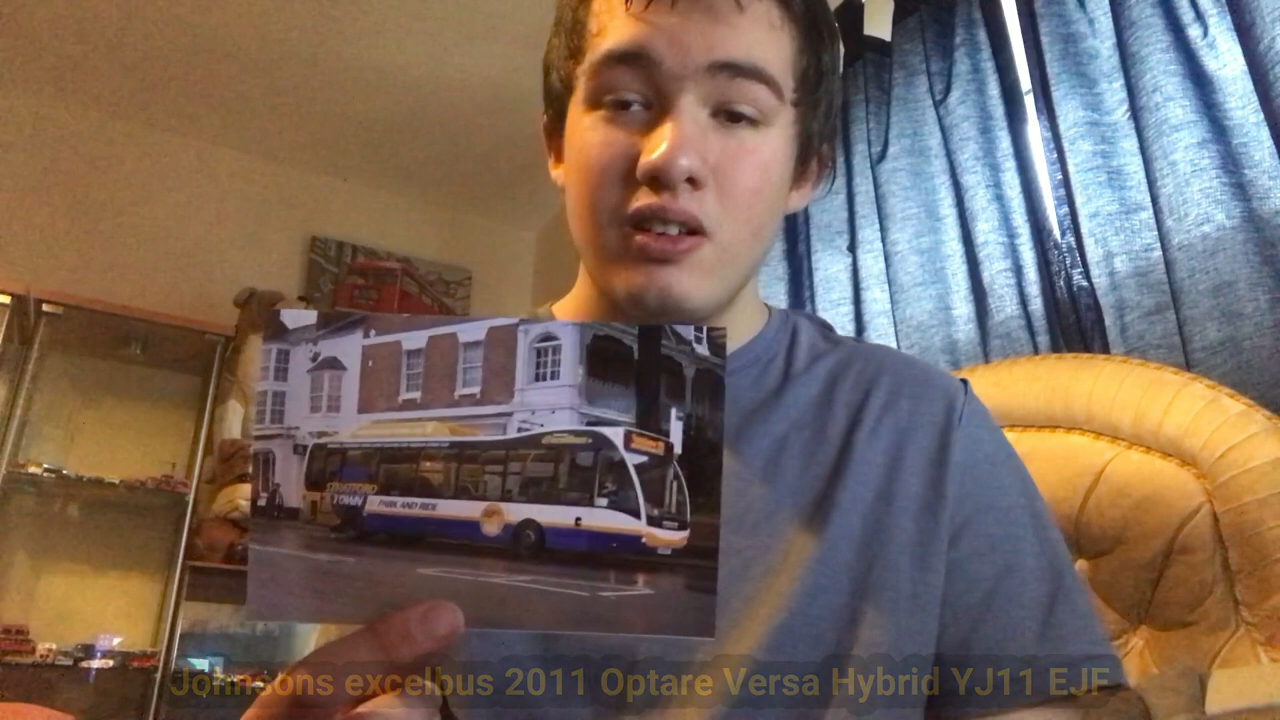 STRATFORD
TOWN
PARK AND RIDE
Johnsons excelbus 2011 Optare Versa Hybrid YJ11 EJF